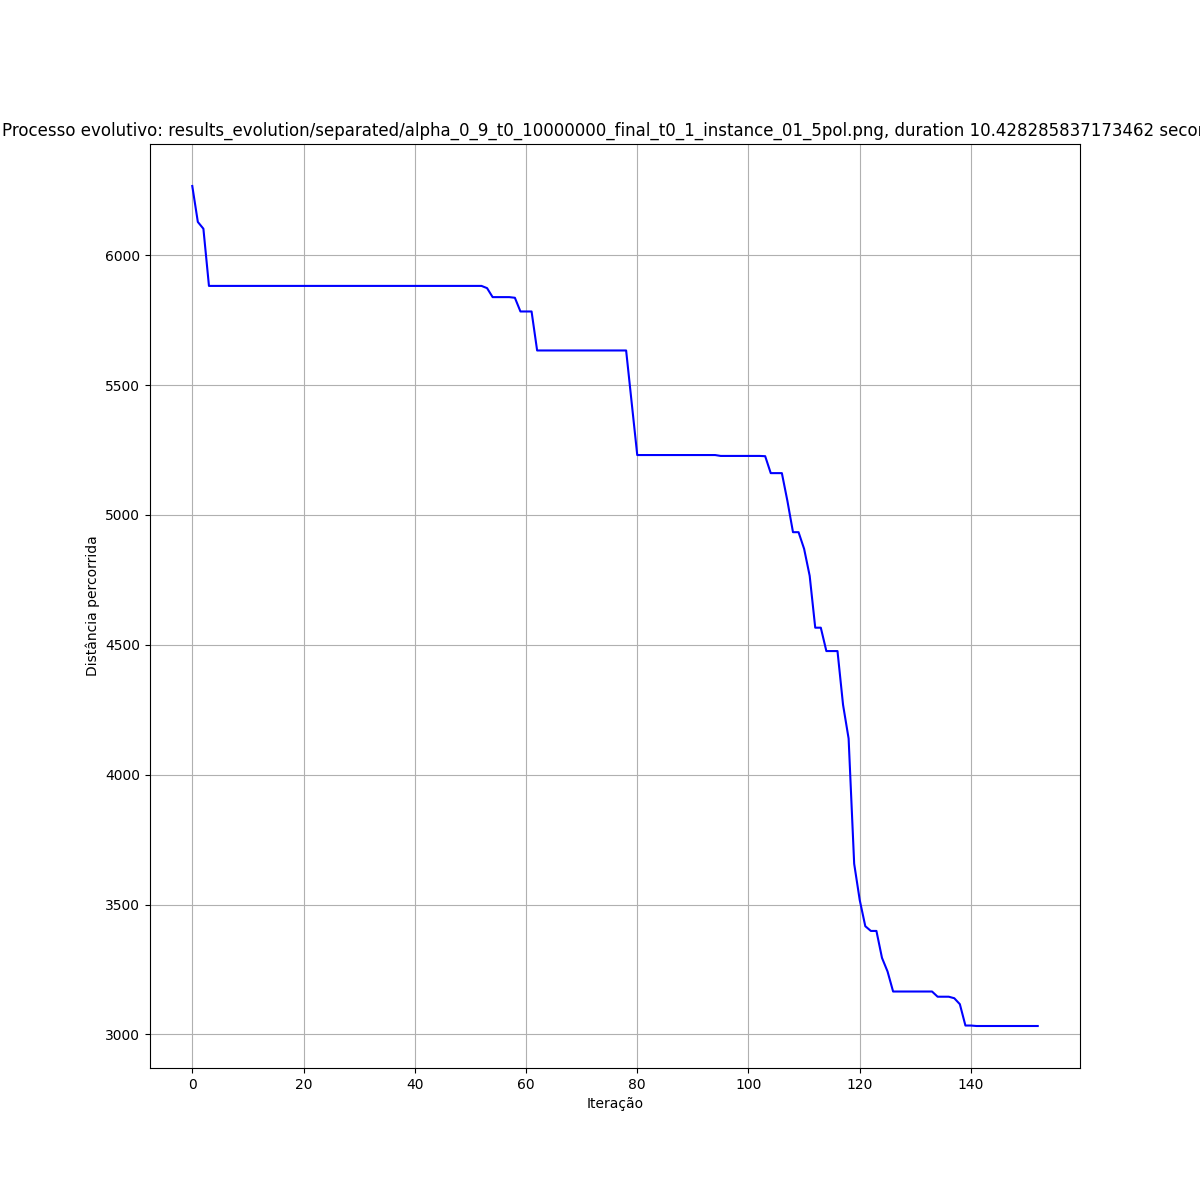 Processo evolutivo: results_evolution/separated/alpha_0_9_t0_10000000_final_t0_1_instance_01_5pol.png, duration 10.428285837173462
6000
5500
5000
4500
4000
3500
3000
Distância percorrida
0 20 40 60 80 100 120 140
Iteração